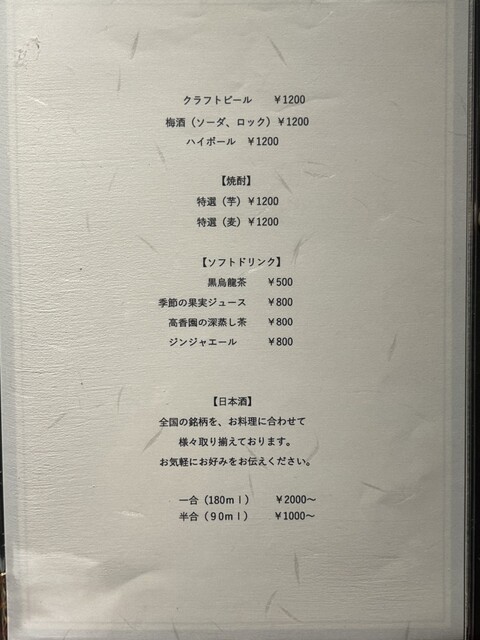 クラフトビール ￥1200
梅酒（ソーダ、ロック）￥1200
ハイボール ￥1200
【焼酎】
特選（芋）￥1200
特選（麦）￥1200
【ソフトドリンク】
黒烏龍茶 ￥500
季節の果実ジュース ￥800
高香園の深蒸し茶 ￥800
ジンジャエール ￥800
【日本酒】
全国の銘柄を、お料理に合わせて
様々取り揃えております。
お気軽にお好みをお伝えください。
一合（180ｍｌ） ￥2000～
半合（９０ｍｌ） ￥1000～